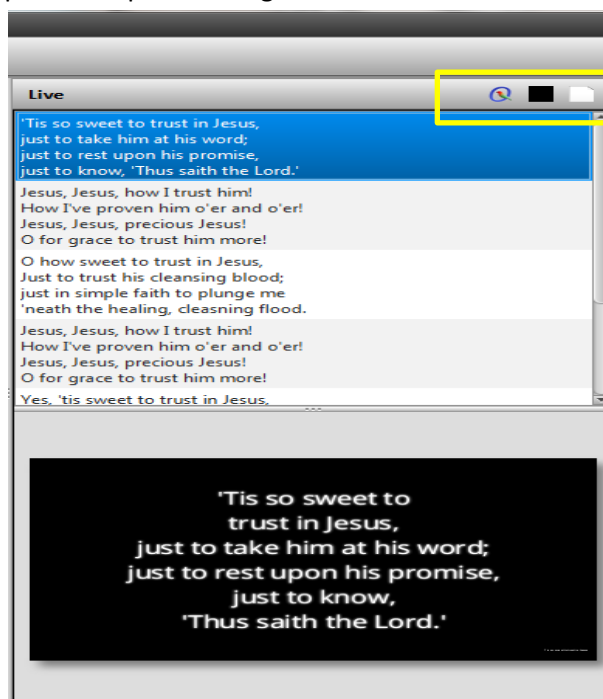 Live
'Tis so sweet to trust in Jesus,
just to take him at his word;
just to rest upon his promise,
just to know, 'Thus saith the Lord.'
Jesus, Jesus, how I trust him!
How I've proven him o'er and o'er!
Jesus, Jesus, precious Jesus!
O for grace to trust him more!
O how sweet to trust in Jesus,
Just to trust his cleansing blood;
just in simple faith to plunge me
'neath the healing, cleasning flood.
Jesus, Jesus, how I trust him!
How I've proven him o'er and o'er!
Jesus, Jesus, precious Jesus!
O for grace to trust him more!
Yes, 'tis sweet to trust in Jesus,
'Tis so sweet to
trust in Jesus,
just to take him at his word;
just to rest upon his promise,
just to know,
'Thus saith the Lord.'